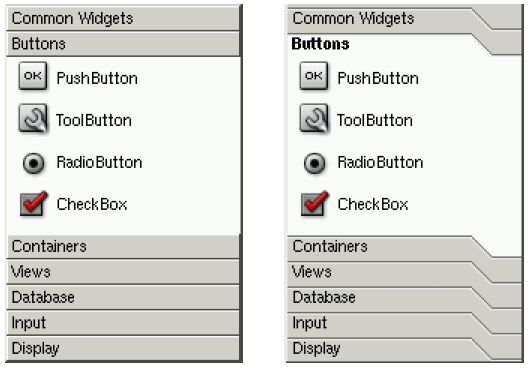 Common Widgets
Buttons
OK PushButton
ToolButton
RadioButton
CheckBox
Containers
Views
Database
Input
Display
Common Widgets
Buttons
OK PushButton
ToolButton
RadioButton
CheckBox
Containers
Views
Database
Input
Display